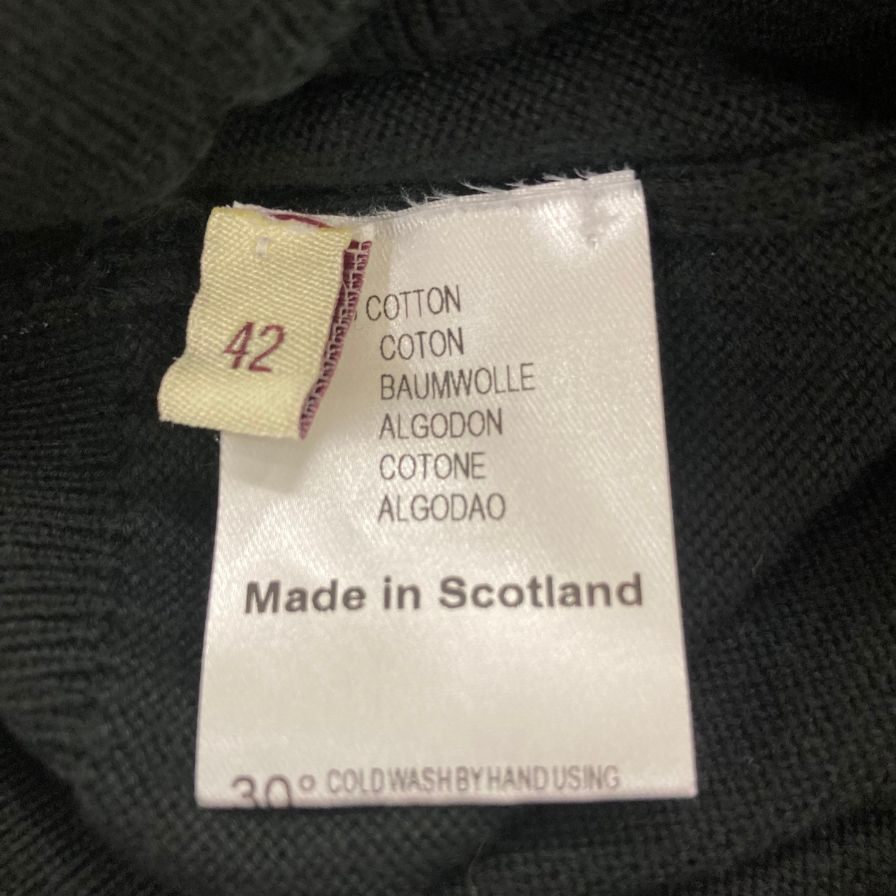 42
COTTON
COTON
BAUMWOLLE
ALGODON
COTONE
ALGODAO
Made in Scotland
30° COLD WASH BY HAND USING